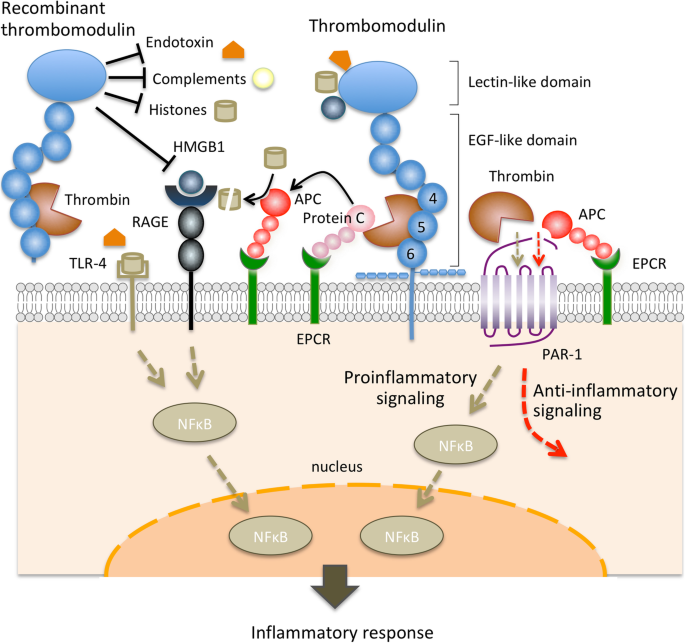 Recombinant
thrombomodulin
Endotoxin
Complements
Histones
HMGB1
Thrombin
RAGE
TLR-4
Thrombomodulin
Lectin-like domain
EGF-like domain
APC
Protein C
4
5
6
Thrombin
APC
EPCR
EPCR
PAR-1
Proinflammatory
signaling
Anti-inflammatory
signaling
NFκB
NFκB
nucleus
NFκB
NFκB
Inflammatory response